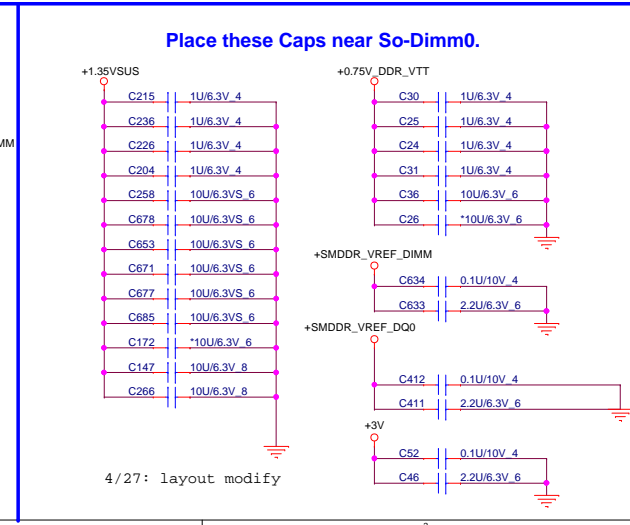 Place these Caps near So-Dimm0.
+1.35VSUS
C215 1U/6.3V_4
C236 1U/6.3V_4
C226 1U/6.3V_4
C204 1U/6.3V_4
C258 10U/6.3VS_6
C678 10U/6.3VS_6
C653 10U/6.3VS_6
C671 10U/6.3VS_6
C677 10U/6.3VS_6
C685 10U/6.3VS_6
C172 *10U/6.3V_6
C147 10U/6.3V_8
C266 10U/6.3V_8
4/27: layout modify
+0.75V_DDR_VTT
C30 1U/6.3V_4
C25 1U/6.3V_4
C24 1U/6.3V_4
C31 1U/6.3V_4
C36 10U/6.3V_6
C26 *10U/6.3V_6
+SMDDR_VREF_DIMM
C634 0.1U/10V_4
C633 2.2U/6.3V_6
+SMDDR_VREF_DQ0
C412 0.1U/10V_4
C411 2.2U/6.3V_6
+3V
C52 0.1U/10V_4
C46 2.2U/6.3V_6